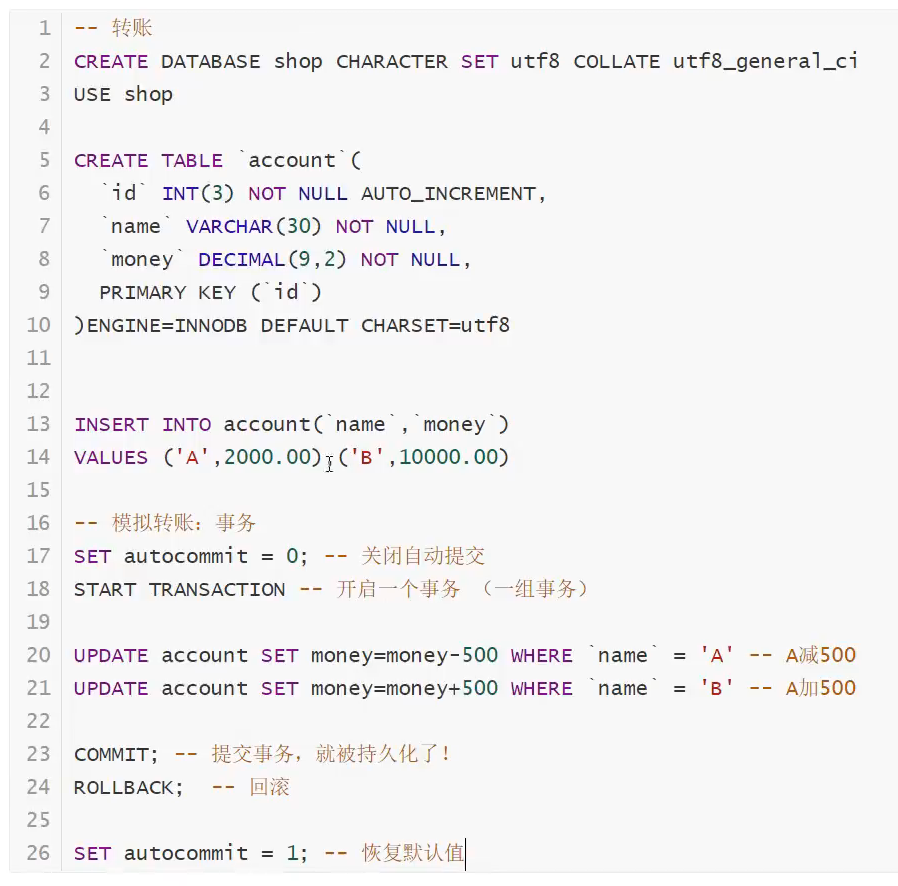 1 -- 转账
2 CREATE DATABASE shop CHARACTER SET utf8 COLLATE utf8_general_ci
3 USE shop
4
5 CREATE TABLE `account`(
6   `id` INT(3) NOT NULL AUTO_INCREMENT,
7   `name` VARCHAR(30) NOT NULL,
8   `money` DECIMAL(9,2) NOT NULL,
9   PRIMARY KEY (`id`)
10 )ENGINE=INNODB DEFAULT CHARSET=utf8
11
12
13 INSERT INTO account(`name`,`money`)
14 VALUES ('A',2000.00),('B',10000.00)
15
16 -- 模拟转账：事务
17 SET autocommit = 0; -- 关闭自动提交
18 START TRANSACTION -- 开启一个事务 （一组事务）
19
20 UPDATE account SET money=money-500 WHERE `name` = 'A' -- A减500
21 UPDATE account SET money=money+500 WHERE `name` = 'B' -- A加500
22
23 COMMIT; -- 提交事务，就被持久化了！
24 ROLLBACK;  -- 回滚
25
26 SET autocommit = 1; -- 恢复默认值